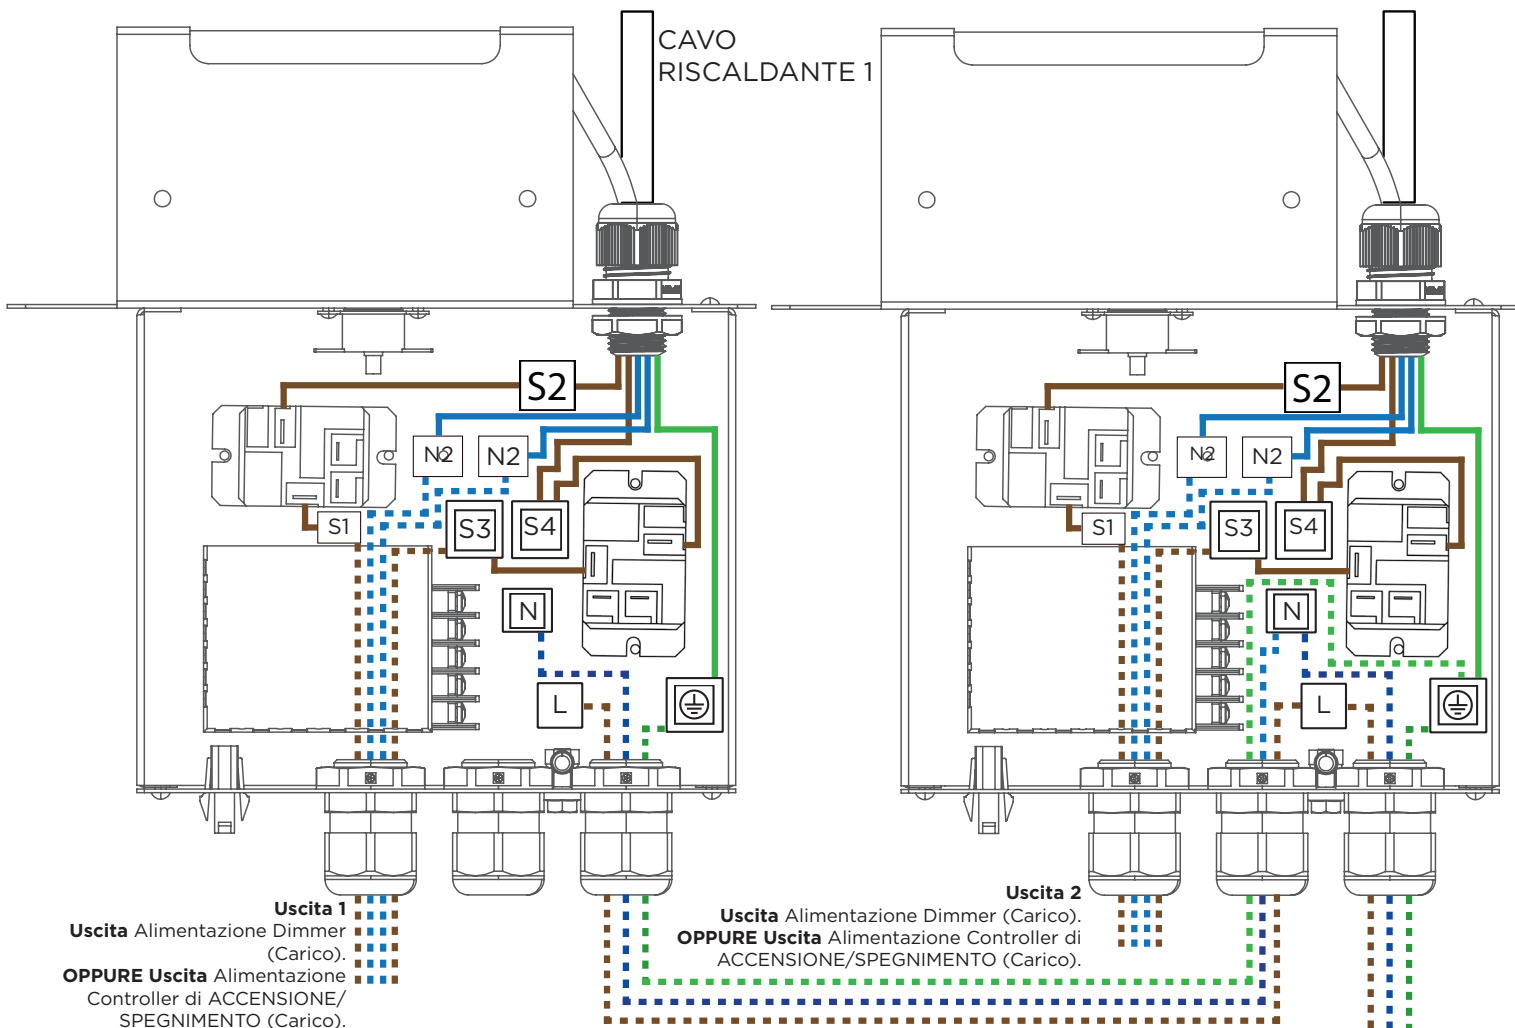 CAVO
RISCALDANTE 1
S2
N2
N2
S1
S3
S4
N
L
S2
N2
N2
S1
S3
S4
N
L
Uscita 1
Uscita Alimentazione Dimmer
(Carico).
OPPURE Uscita Alimentazione
Controller di ACCENSIONE/
SPEGNIMENTO (Carico).
Uscita 2
Uscita Alimentazione Dimmer (Carico).
OPPURE Uscita Alimentazione Controller di
ACCENSIONE/SPEGNIMENTO (Carico).